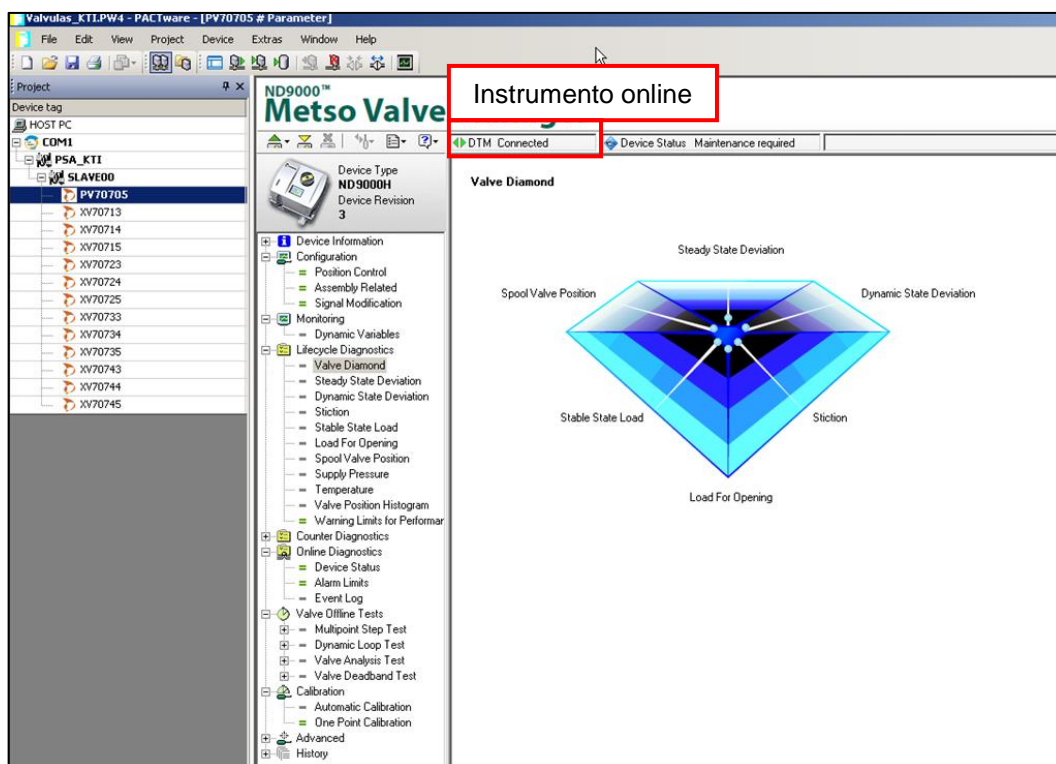 Valvulas_KTI.PW4 - PACTware - [PV70705 # Parameter]
File Edit View Project Device Extras Window Help
Project
Device tag
HOST PC
COM1
PSA_KTI
SLAVE00
PV70705
XV70713
XV70714
XV70715
XV70723
XV70724
XV70725
XV70733
XV70734
XV70735
XV70743
XV70744
XV70745
ND9000™
Metso Valve
Instrumento online
DTM Connected
Device Status Maintenance required
Device Type
ND9000H
Device Revision
3
Device Information
Configuration
Position Control
Assembly Related
Signal Modification
Monitoring
Dynamic Variables
Lifecycle Diagnostics
Valve Diamond
Steady State Deviation
Dynamic State Deviation
Stiction
Stable State Load
Load For Opening
Spool Valve Position
Supply Pressure
Temperature
Valve Position Histogram
Warning Limits for Performar
Counter Diagnostics
Online Diagnostics
Device Status
Alarm Limits
Event Log
Valve Offline Tests
Multipoint Step Test
Dynamic Loop Test
Valve Analysis Test
Valve Deadband Test
Calibration
Automatic Calibration
One Point Calibration
Advanced
History
Valve Diamond
Steady State Deviation
Spool Valve Position
Dynamic State Deviation
Stable State Load
Stiction
Load For Opening